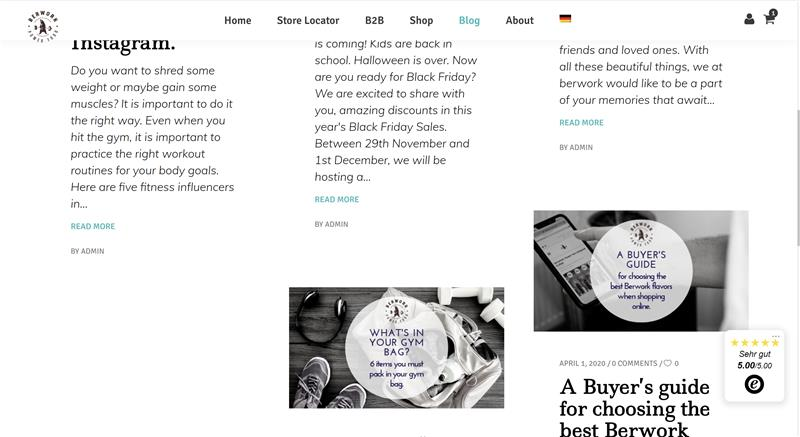 BERWORK
POWER FOOD
Home
Store Locator
B2B
Shop
Blog
About
1
Instagram.
Do you want to shred some
weight or maybe gain some
muscles? It is important to do it
the right way. Even when you
hit the gym, it is important to
practice the right workout
routines for your body goals.
Here are five fitness influencers
in...
READ MORE
BY ADMIN
is coming! Kids are back in
school. Halloween is over. Now
are you ready for Black Friday?
We are excited to share with
you, amazing discounts in this
year's Black Friday Sales.
Between 29th November and
1st December, we will be
hosting a...
READ MORE
BY ADMIN
BERWORK
WHAT'S IN
YOUR GYM
BAG?
6 items you must
pack in your gym
bag.
friends and loved ones. With
all these beautiful things, we at
berwork would like to be a part
of your memories that await...
READ MORE
BY ADMIN
BERWORK
A BUYER'S
GUIDE
for choosing the
best Berwork flavors
when shopping
online.
APRIL 1, 2020 / 0 COMMENTS / 0
A Buyer's guide
for choosing the
best Berwork
...
Sehr gut
5.00/5.00
e